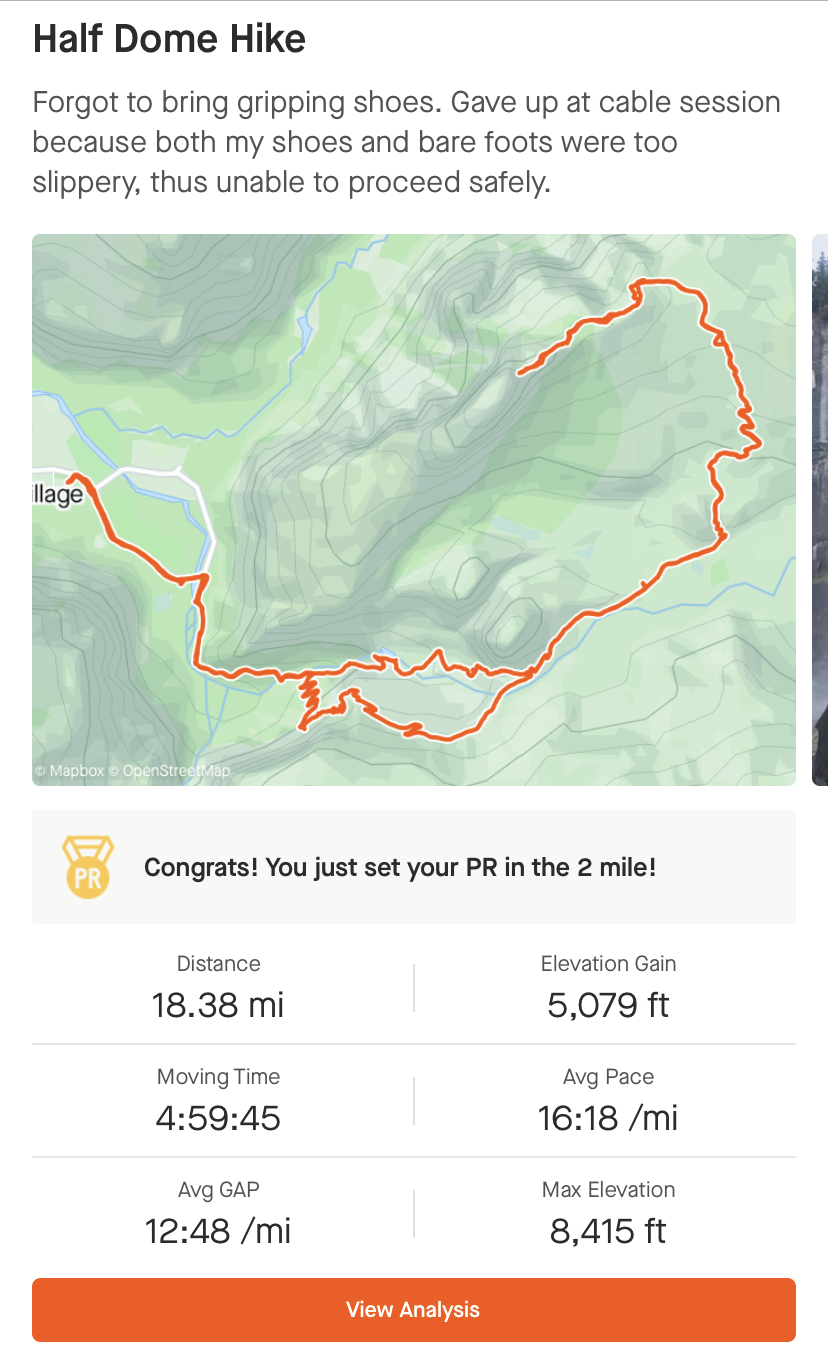 Half Dome Hike
Forgot to bring gripping shoes. Gave up at cable session
because both my shoes and bare foots were too
slippery, thus unable to proceed safely.
illage
© Mapbox © OpenStreetMap
PR
Congrats! You just set your PR in the 2 mile!
Distance
18.38 mi
Elevation Gain
5,079 ft
Moving Time
4:59:45
Avg Pace
16:18 /mi
Avg GAP
12:48 /mi
Max Elevation
8,415 ft
View Analysis